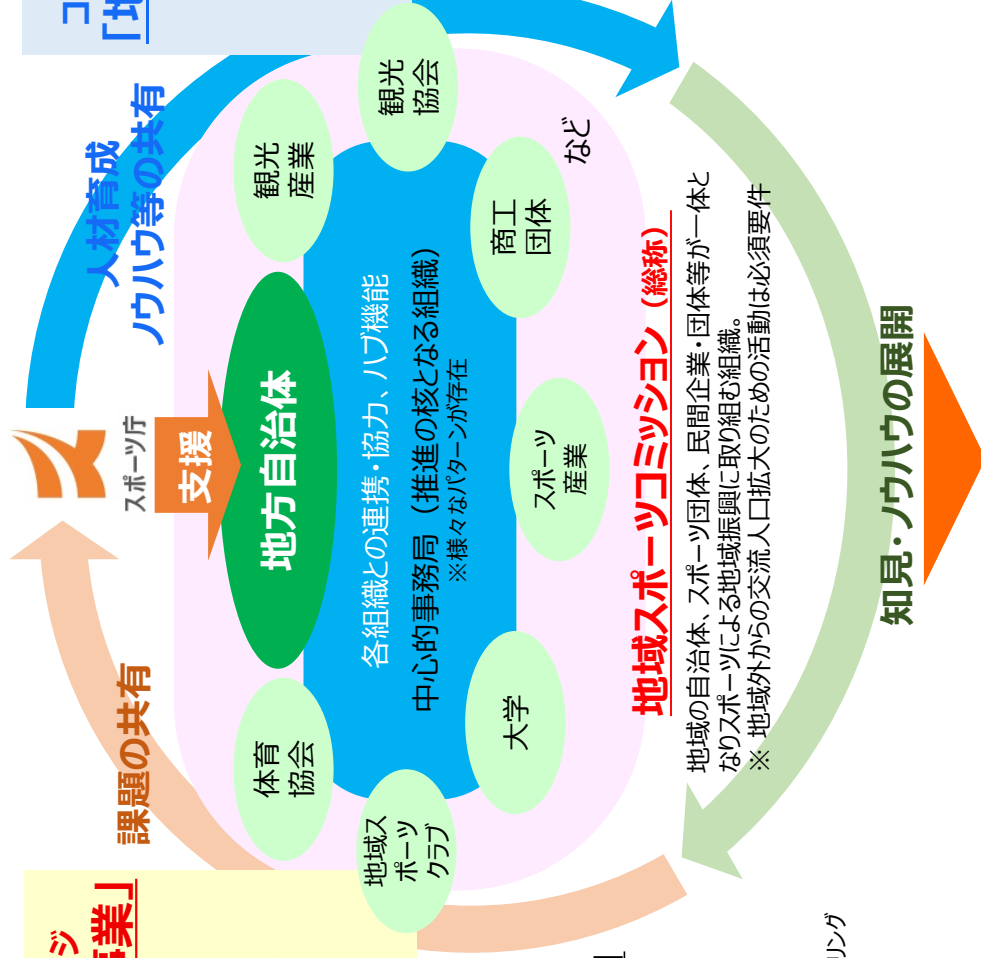 スポーツ庁
支援
課題の共有
人材育成
ノウハウ等の共有
地方自治体
体育
協会
観光
産業
地域ス
ポーツ
クラブ
観光
協会
各組織との連携・協力、ハブ機能
中心的事務局（推進の核となる組織）
※様々なパターンが存在
大学
スポーツ
産業
商工
団体
など
地域スポーツコミッション（総称）
地域の自治体、スポーツ団体、民間企業・団体等が一体と
なりスポーツによる地域振興に取り組む組織。
※ 地域外からの交流人口拡大のための活動は必須要件
知見・ノウハウの展開
ジ
業」
コ
リング